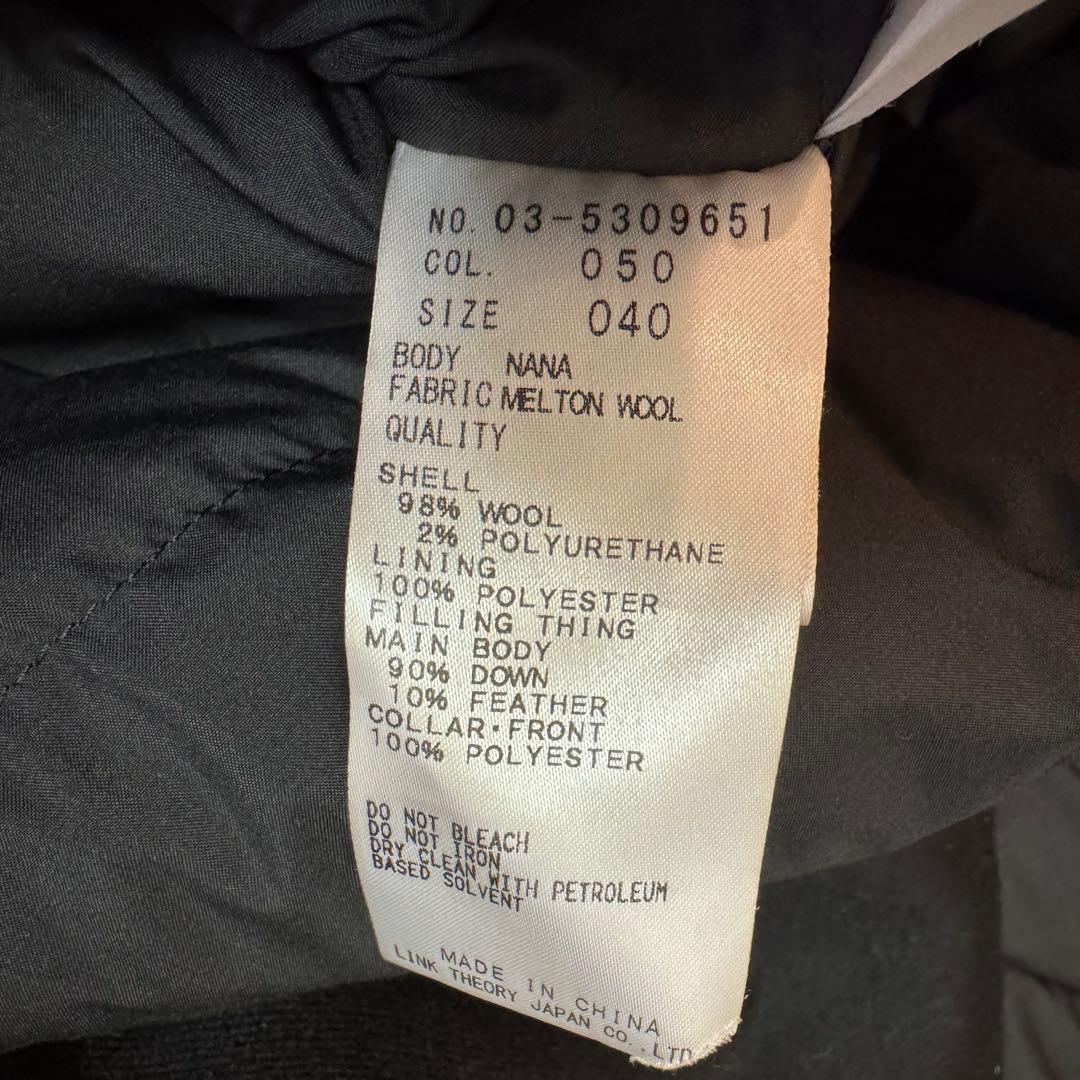 NO. 03-5309651
COL. 050
SIZE 040
BODY NANA
FABRIC MELTON WOOL
QUALITY
SHELL
98% WOOL
2% POLYURETHANE
LINING
100% POLYESTER
FILLING THING
MAIN BODY
90% DOWN
10% FEATHER
COLLAR·FRONT
100% POLYESTER
DO NOT BLEACH
DO NOT IRON
DRY CLEAN WITH PETROLEUM
BASED SOLVENT
MADE IN CHINA
LINK THEORY JAPAN CO.,LTD